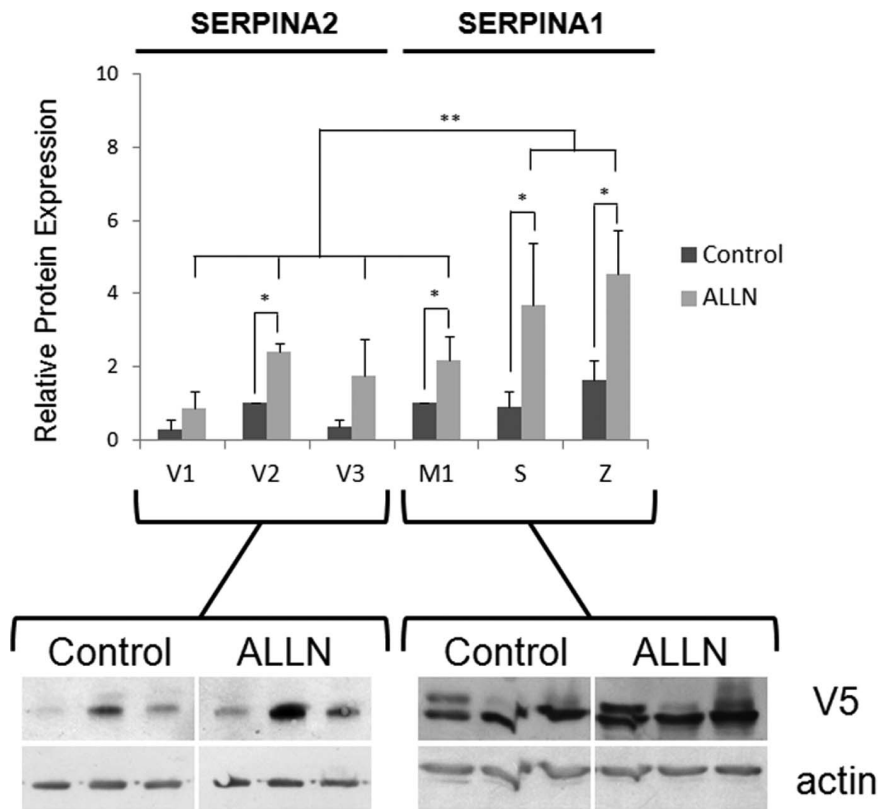 SERPINA2 SERPINA1
10
8
6
4
2
0
Relative Protein Expression
**
*
*
*
*
Control
ALLN
V1 V2 V3 M1 S Z
Control ALLN Control ALLN
V5
actin